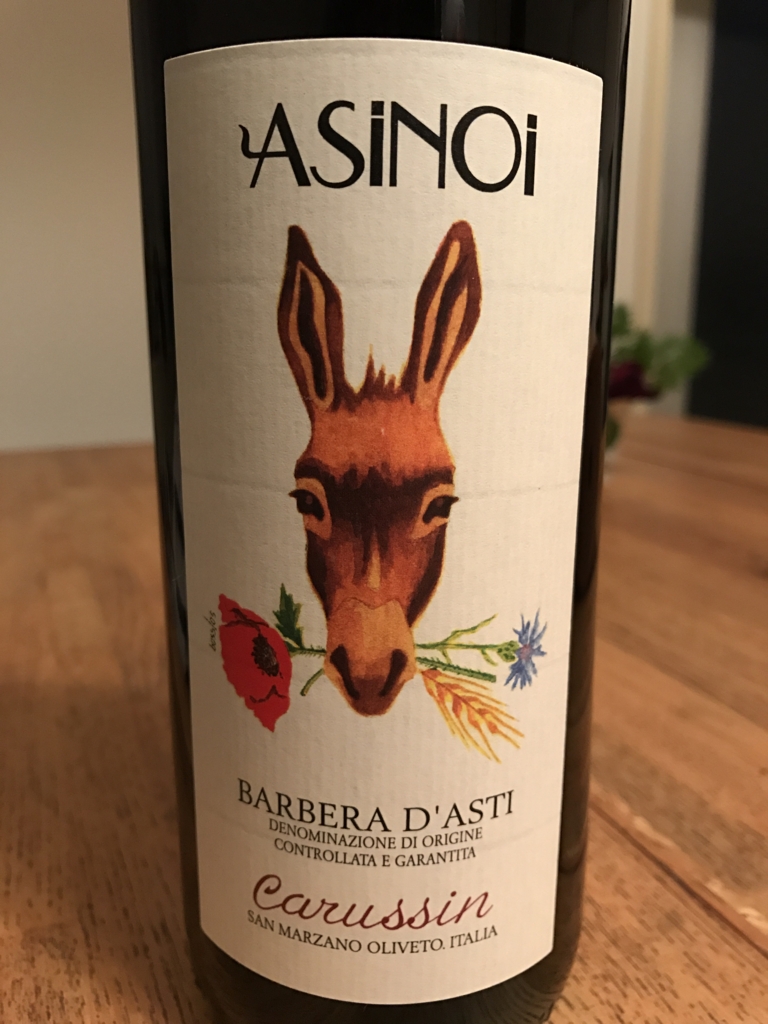 ASiNOi
BARBERA D'ASTI
DENOMINAZIONE DI ORIGINE
CONTROLLATA E GARANTITA
Carussin
SAN MARZANO OLIVETO. ITALIA